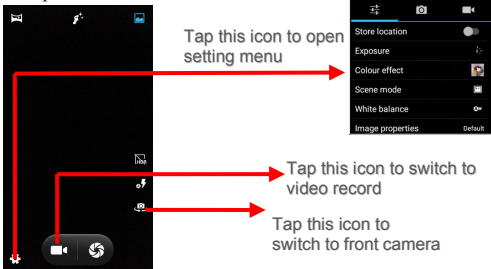 Tap this icon to open
setting menu
Store location
Exposure
Colour effect
Scene mode
White balance
Image properties Default
Tap this icon to switch to
video record
Tap this icon to
switch to front camera